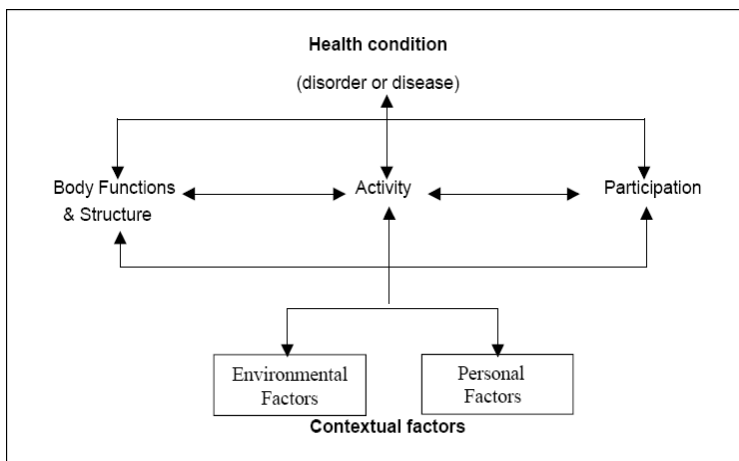 Health condition
(disorder or disease)
Body Functions
& Structure
Activity
Participation
Environmental
Factors
Personal
Factors
Contextual factors